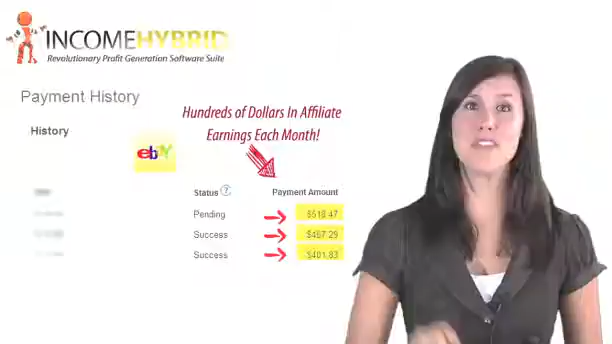 INCOMEHYBRID
Revolutionary Profit Generation Software Suite
Payment History
Hundreds of Dollars In Affiliate
Earnings Each Month!
History
ebY
Status ? Payment Amount
Pending $518.47
Success $467.29
Success $401.83